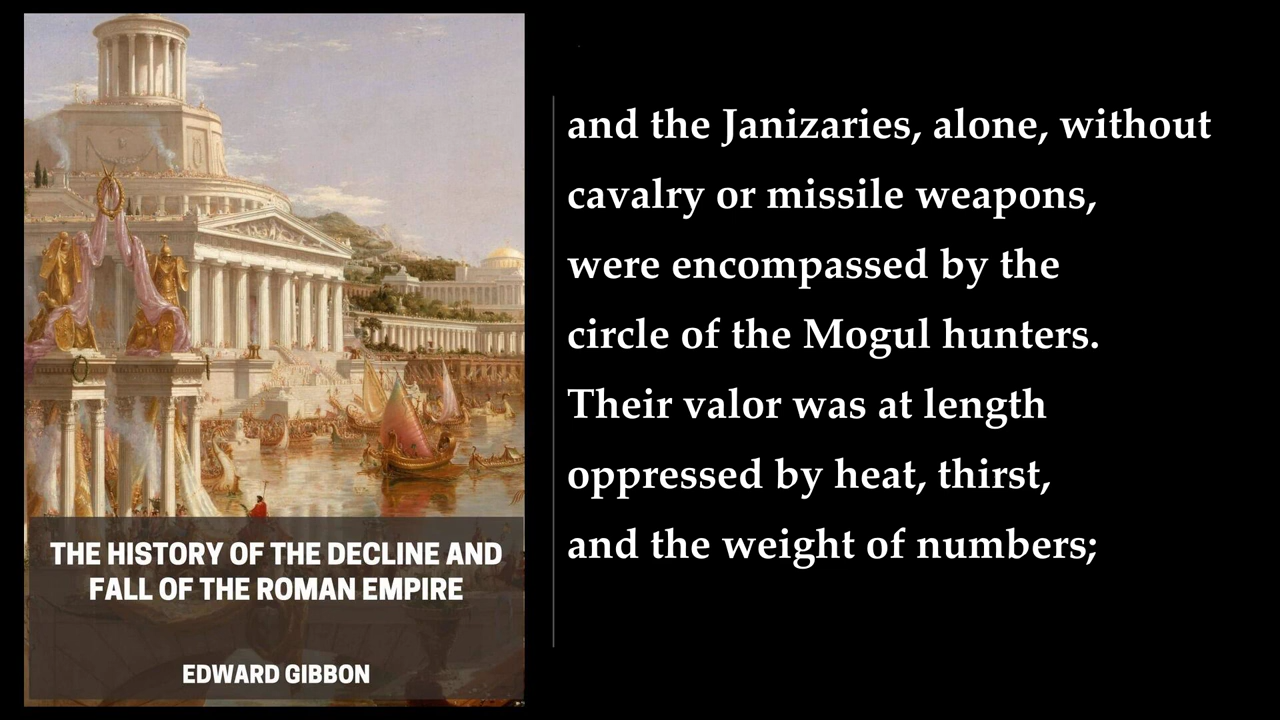 THE HISTORY OF THE DECLINE AND
FALL OF THE ROMAN EMPIRE
EDWARD GIBBON
and the Janizaries, alone, without
cavalry or missile weapons,
were encompassed by the
circle of the Mogul hunters.
Their valor was at length
oppressed by heat, thirst,
and the weight of numbers;